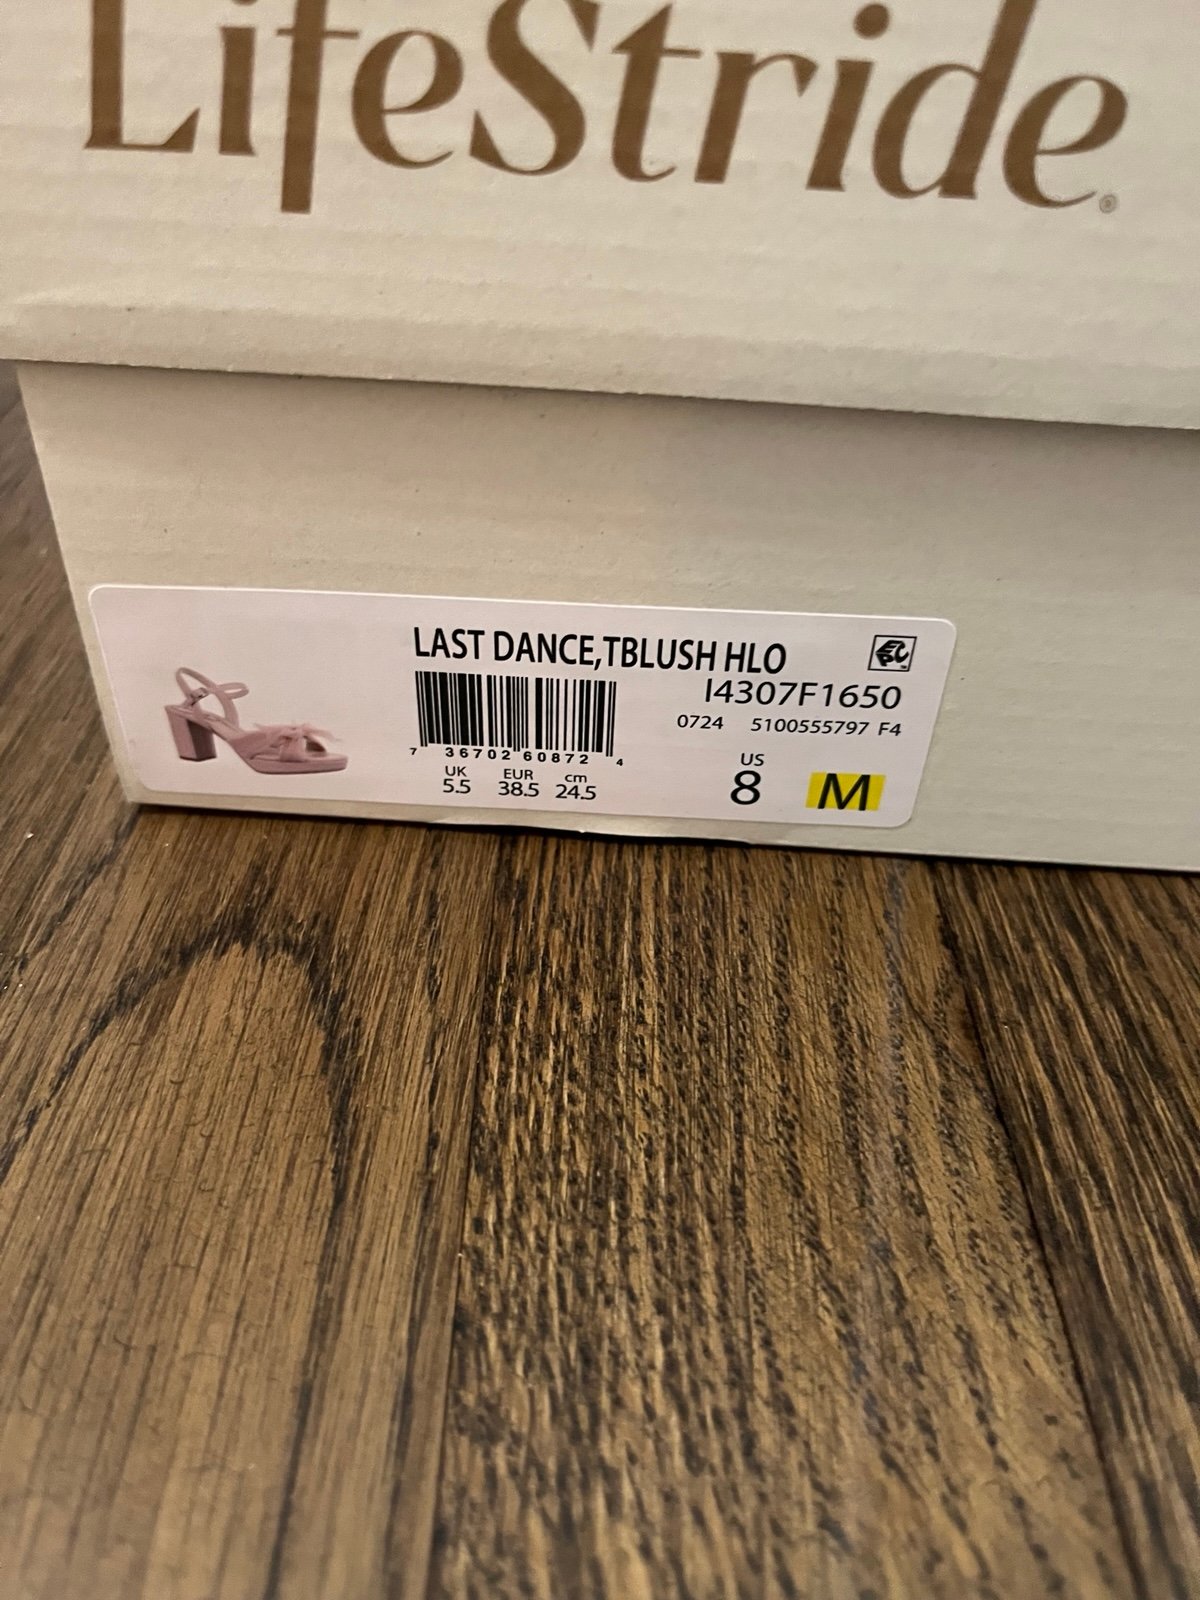 LifeStride®
LAST DANCE,TBLUSH HLO
I4307F1650
0724 5100555797 F4
7 36702 60872 4
UK EUR cm
5.5 38.5 24.5
US
8 M